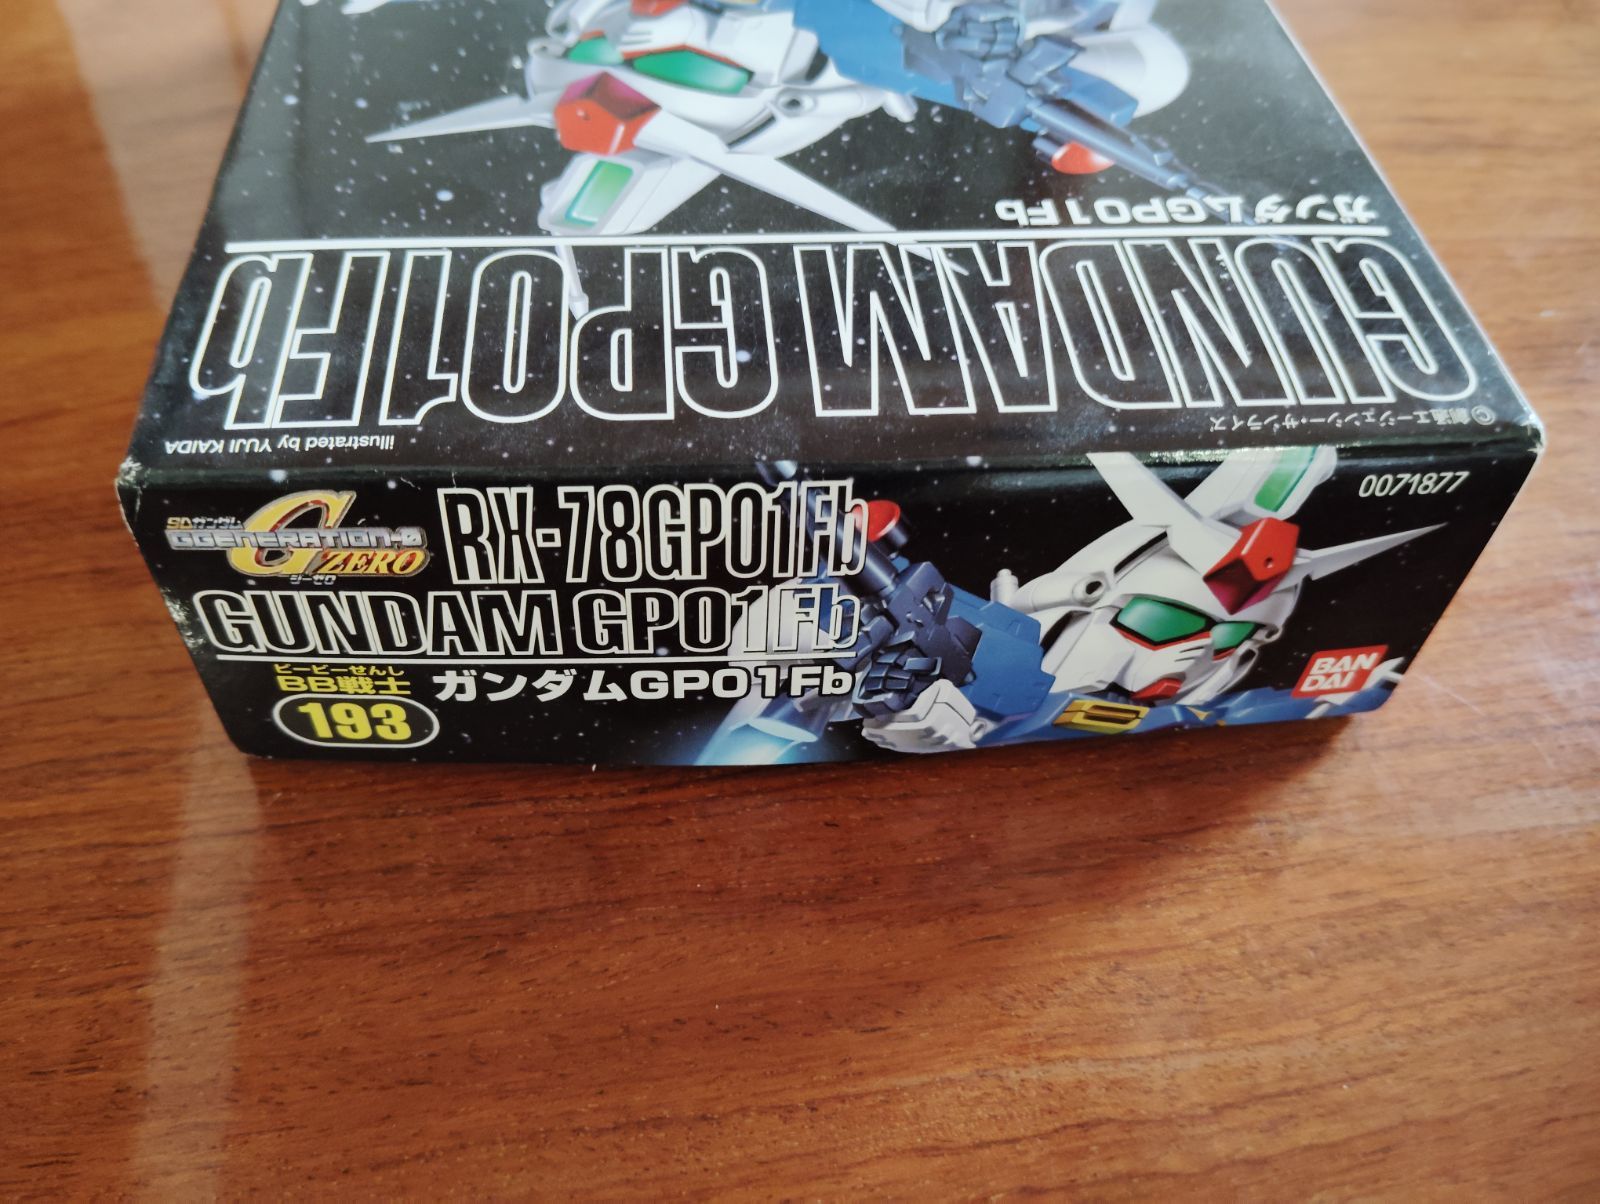 ガンダムGP01Fb
GUNDAM GP01Fb
illustrated by YUJI KAIDA
©創通エージェンシー・サンライズ
SDガンダム
GGENERATION-0
G ZERO
ジーゼロ
RX-78GP01Fb
GUNDAM GP01Fb
ビービーせんし
BB戦士
193
ガンダムGP01Fb
0071877
BAN
DAI